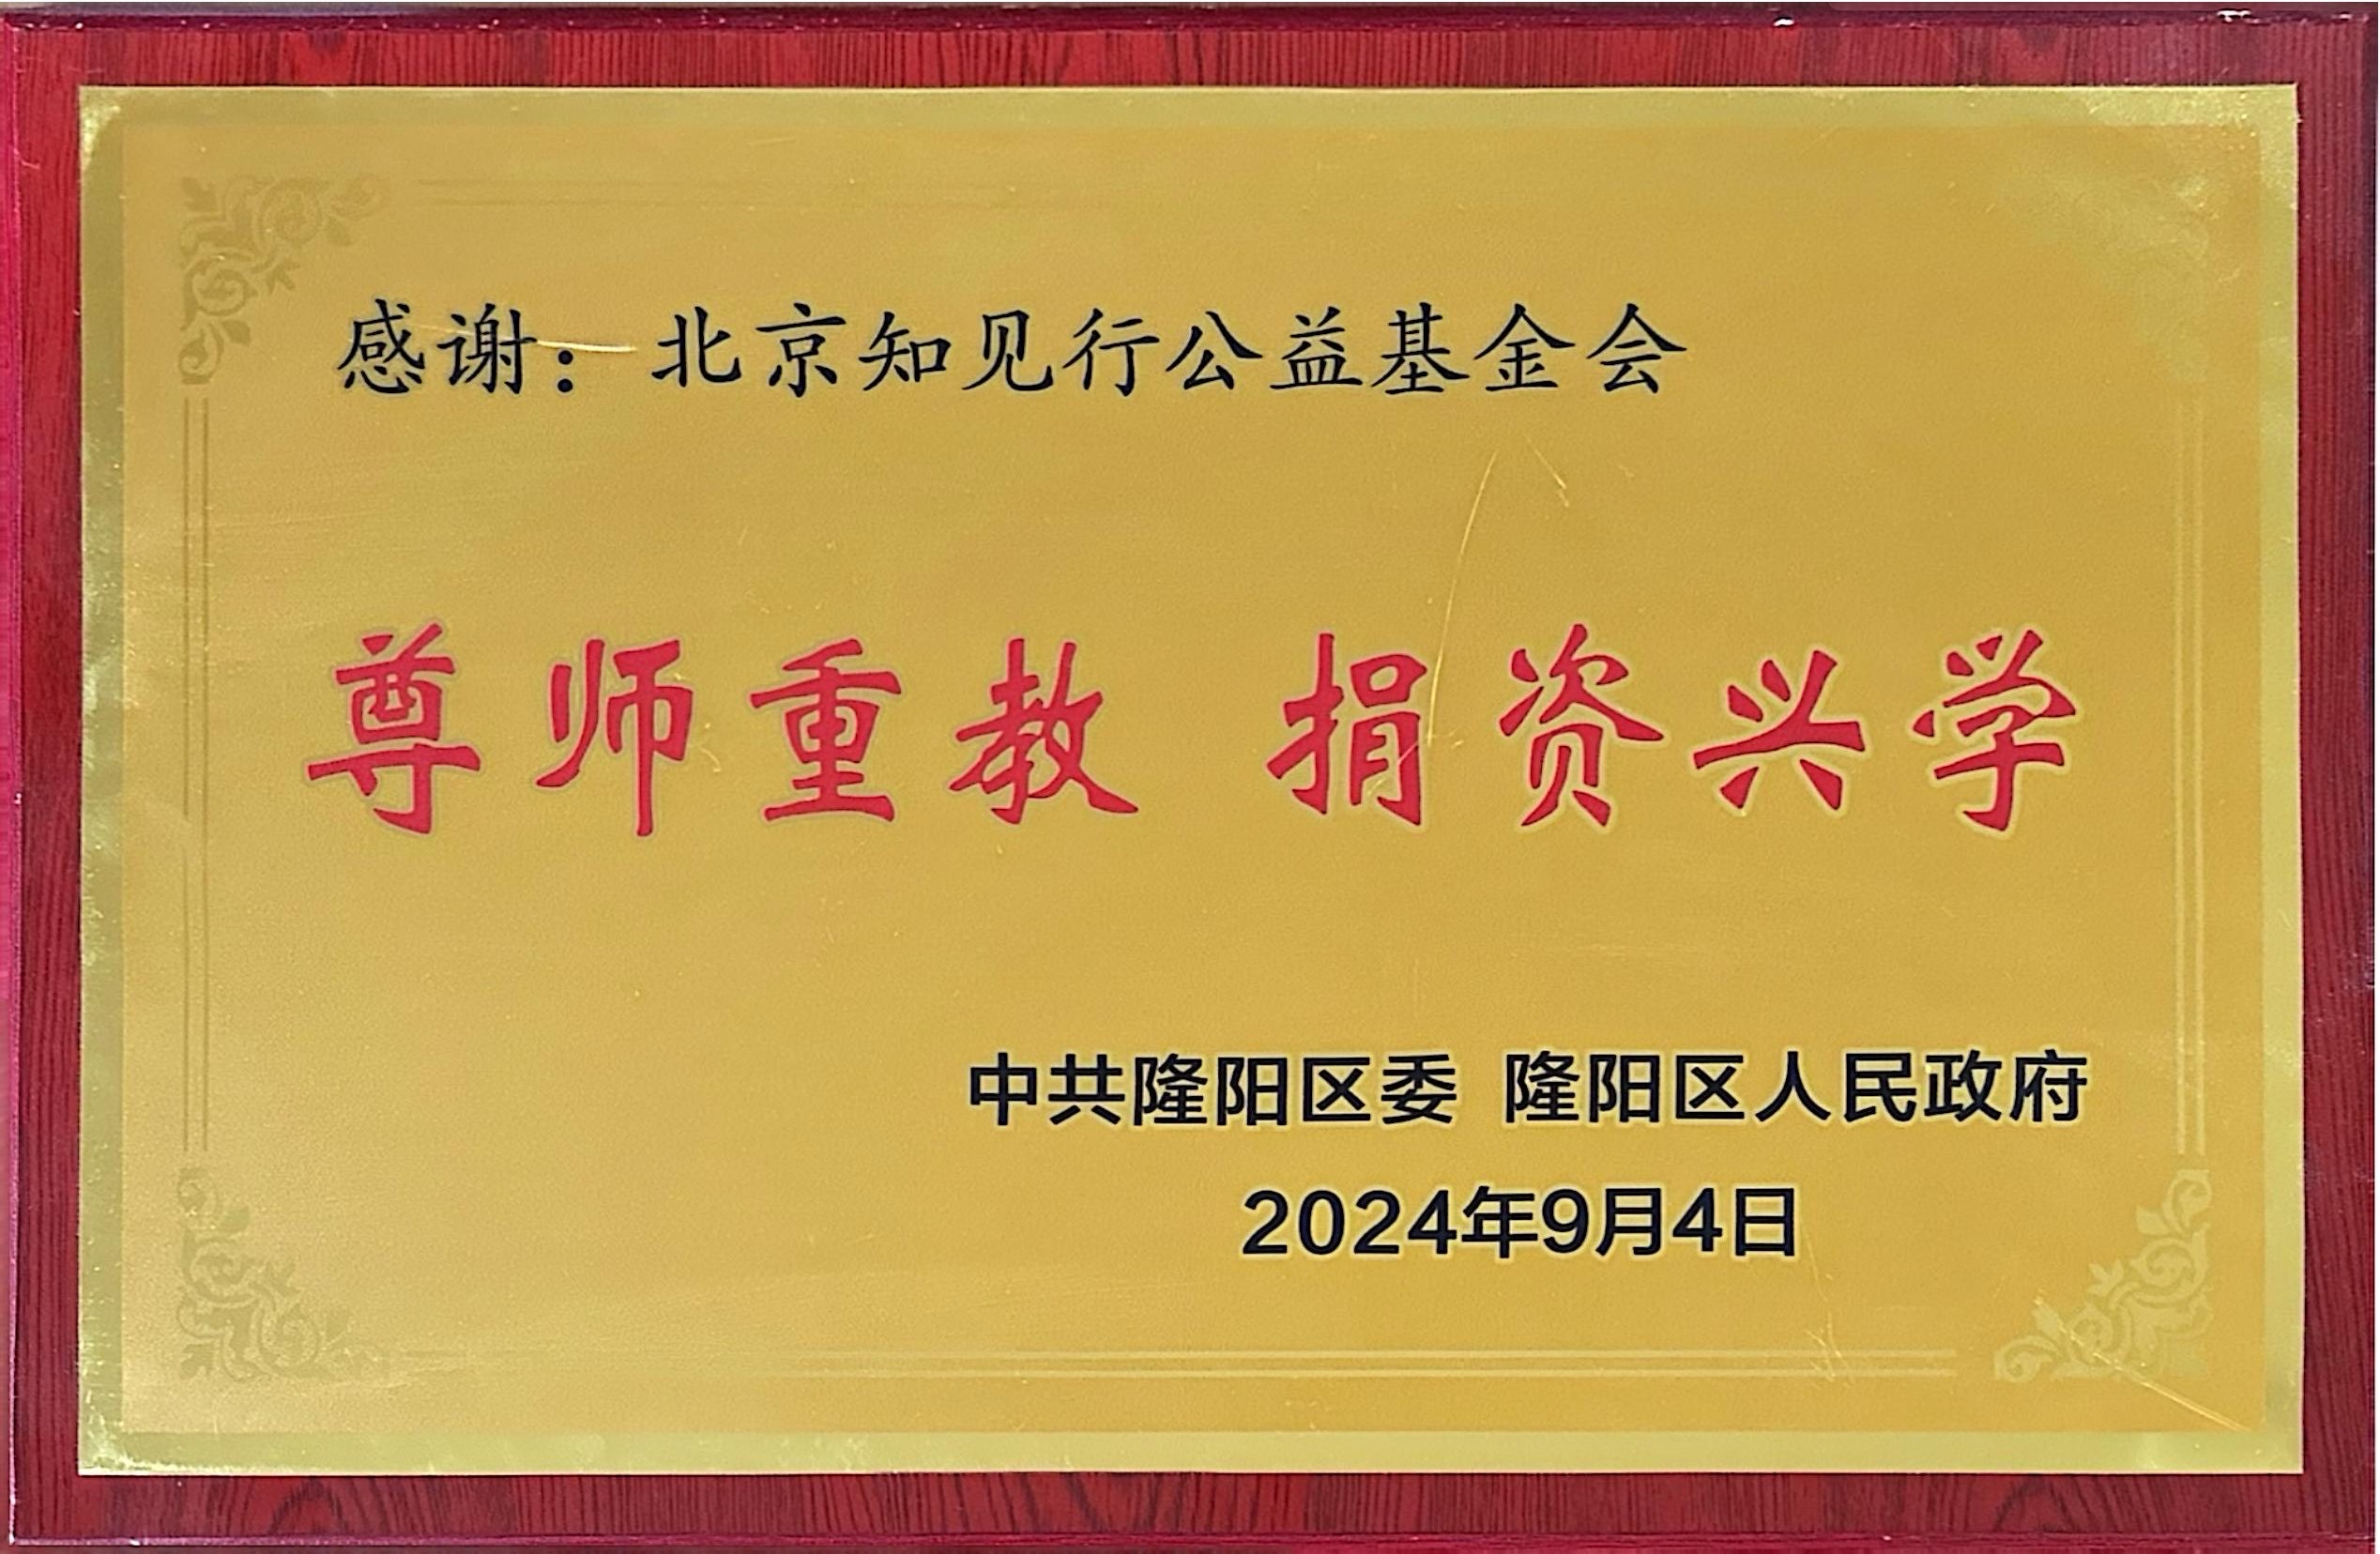 感谢：北京知见行公益基金会
尊师重教 捐资兴学
中共隆阳区委 隆阳区人民政府
2024年9月4日